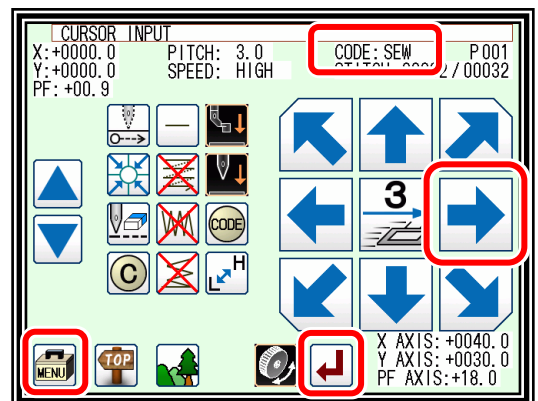 CURSOR INPUT
X:+0000.0 PITCH: 3.0 CODE:SEW P001
Y:+0000.0 SPEED: HIGH 2/00032
PF:+00.9
3
CODE
C
L H
MENU TOP
X AXIS:+0040.0
Y AXIS:+0030.0
PF AXIS:+18.0